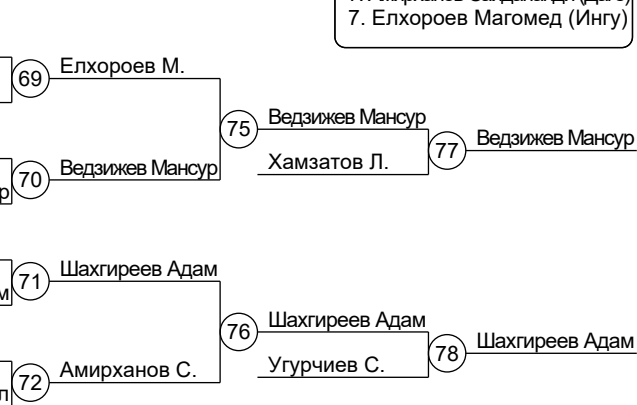 7. Елхороев Магомед (Ингу)
69
Елхороев М.
75
Ведзижев Мансур
77
Ведзижев Мансур
Хамзатов Л.
70
Ведзижев Мансур
71
Шахгиреев Адам
76
Шахгиреев Адам
78
Шахгиреев Адам
Угурчиев С.
72
Амирханов С.